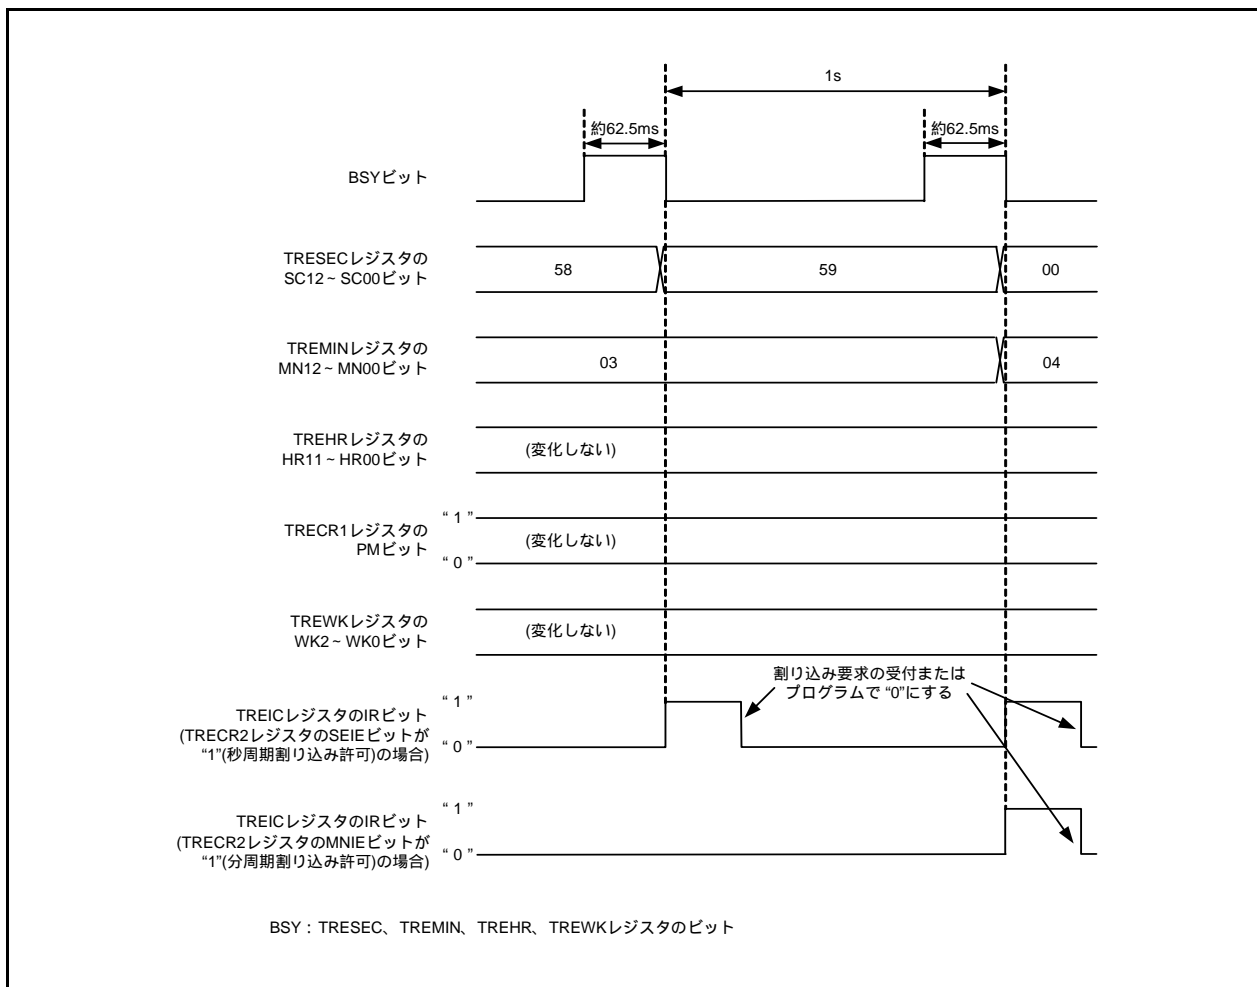 1s
約62.5ms
約62.5ms
BSYビット
TRESECレジスタの
SC12~SC00ビット
58
59
00
TREMINレジスタの
MN12~MN00ビット
03
04
TREHRレジスタの
HR11~HR00ビット
(変化しない)
TRECR1レジスタの
PMビット
“1”
“0”
(変化しない)
TREWKレジスタの
WK2~WK0ビット
(変化しない)
割り込み要求の受付または
プログラムで“0”にする
TREICレジスタのIRビット
(TRECR2レジスタのSEIEビットが
“1”(秒周期割り込み許可)の場合)
“1”
“0”
TREICレジスタのIRビット
(TRECR2レジスタのMNIEビットが
“1”(分周期割り込み許可)の場合)
“1”
“0”
BSY:TRESEC、TREMIN、TREHR、TREWKレジスタのビット